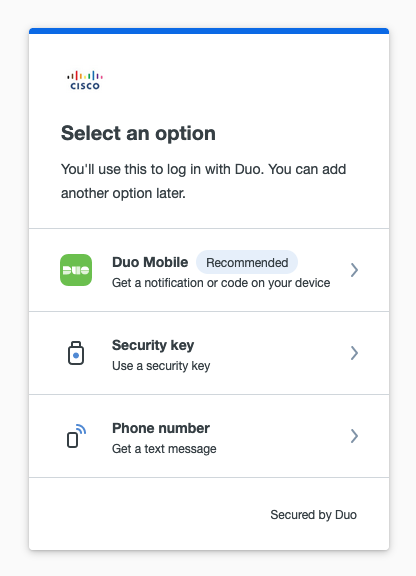 CISCO
Select an option
You'll use this to log in with Duo. You can add
another option later.
DUO
Duo Mobile Recommended
Get a notification or code on your device
Security key
Use a security key
Phone number
Get a text message
Secured by Duo